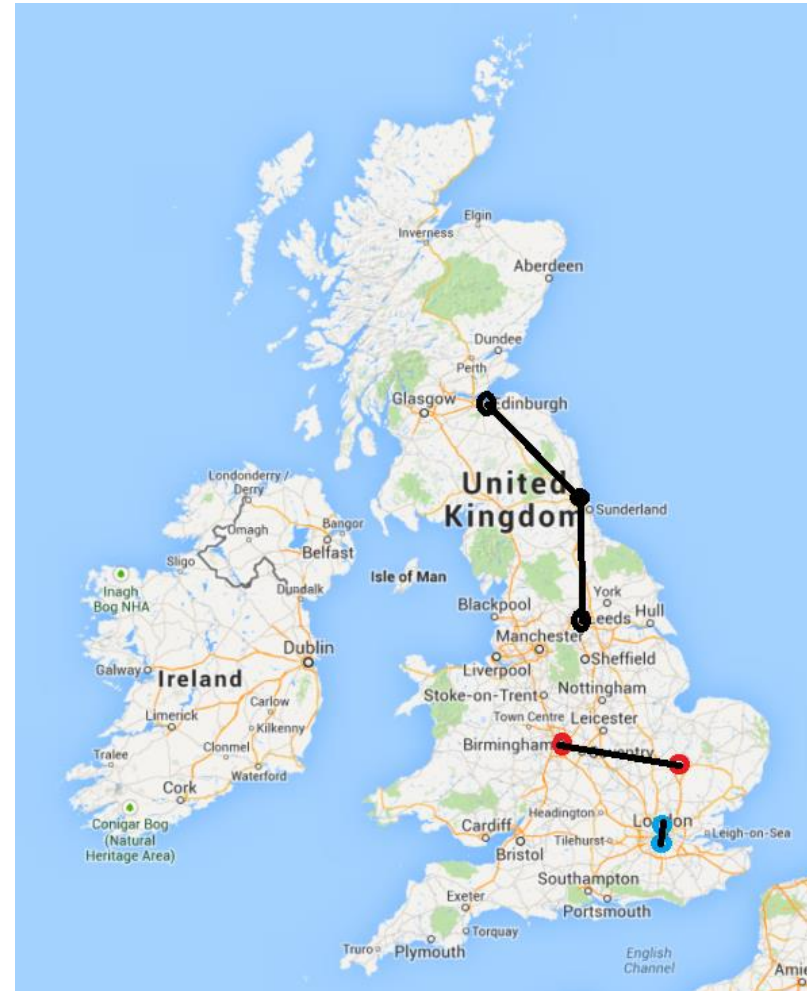 Elgin
Inverness
Aberdeen
Dundee
Perth
Glasgow
Edinburgh
Londonderry /
Derry
United
Kingdom
Sunderland
Omagh
Bangor
Belfast
Sligo
Isle of Man
Inagh
Bog NHA
Dundalk
York
Blackpool
Leeds
Hull
Manchester
Dublin
Liverpool
Sheffield
Galway
Ireland
Stoke-on-Trent
Nottingham
Carlow
Limerick
Kilkenny
Town Centre
Leicester
Tralee
Clonmel
Birmingham
Waterford
Cork
Headington
London
Conigar Bog
(Natural
Heritage Area)
Cardiff
Tilehurst
Leigh-on-Sea
Bristol
Southampton
Exeter
Portsmouth
Torquay
Truro
Plymouth
English
Channel
Amie